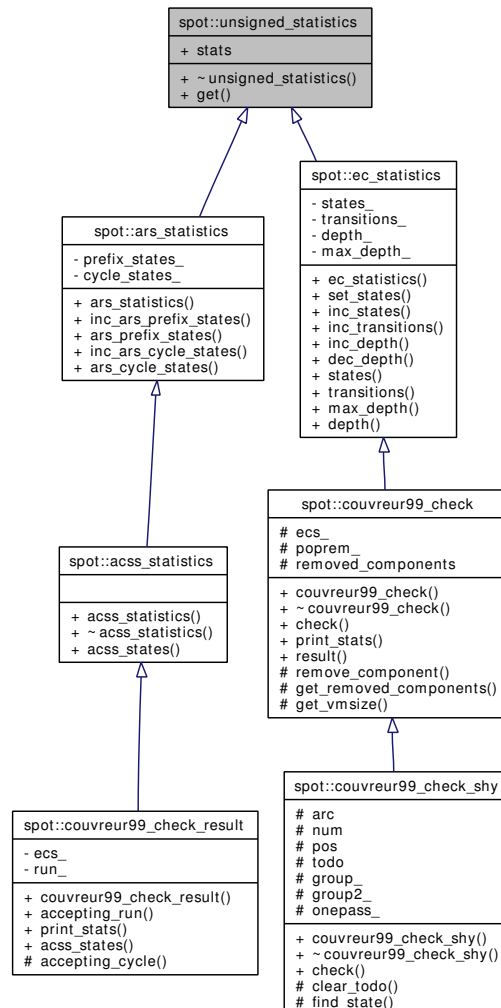 spot::unsigned_statistics
+ stats
+ ~unsigned_statistics()
+ get()
spot::ars_statistics
- prefix_states_
- cycle_states_
+ ars_statistics()
+ inc_ars_prefix_states()
+ ars_prefix_states()
+ inc_ars_cycle_states()
+ ars_cycle_states()
spot::ec_statistics
- states_
- transitions_
- depth_
- max_depth_
+ ec_statistics()
+ set_states()
+ inc_states()
+ inc_transitions()
+ inc_depth()
+ dec_depth()
+ states()
+ transitions()
+ max_depth()
+ depth()
spot::acss_statistics
+ acss_statistics()
+ ~acss_statistics()
+ acss_states()
spot::couvreur99_check
# ecs_
# poprem_
# removed_components
+ couvreur99_check()
+ ~couvreur99_check()
+ check()
+ print_stats()
+ result()
# remove_component()
# get_removed_components()
# get_vmsize()
spot::couvreur99_check_result
- ecs_
- run_
+ couvreur99_check_result()
+ accepting_run()
+ print_stats()
+ acss_states()
# accepting_cycle()
spot::couvreur99_check_shy
# arc
# num
# pos
# todo
# group_
# group2_
# onepass_
+ couvreur99_check_shy()
+ ~couvreur99_check_shy()
+ check()
# clear_todo()
# find_state()